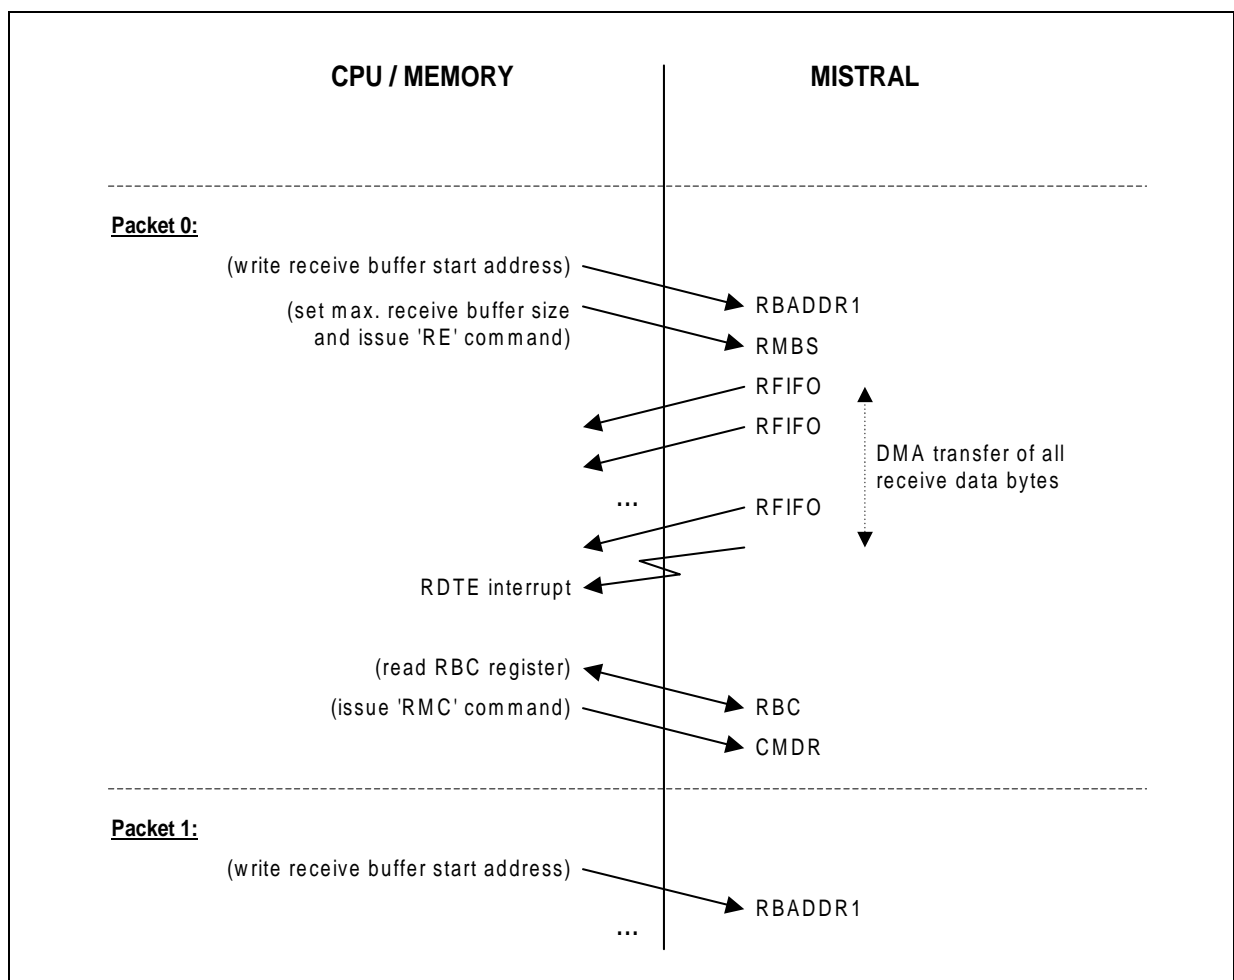 CPU / MEMORY MISTRAL
Packet 0:
(write receive buffer start address)
RBADDR1
(set max. receive buffer size
and issue 'RE' command)
RMBS
RFIFO
RFIFO
DMA transfer of all
receive data bytes
...
RFIFO
RDTE interrupt
(read RBC register)
RBC
(issue 'RMC' command)
CMDR
Packet 1:
(write receive buffer start address)
RBADDR1
...